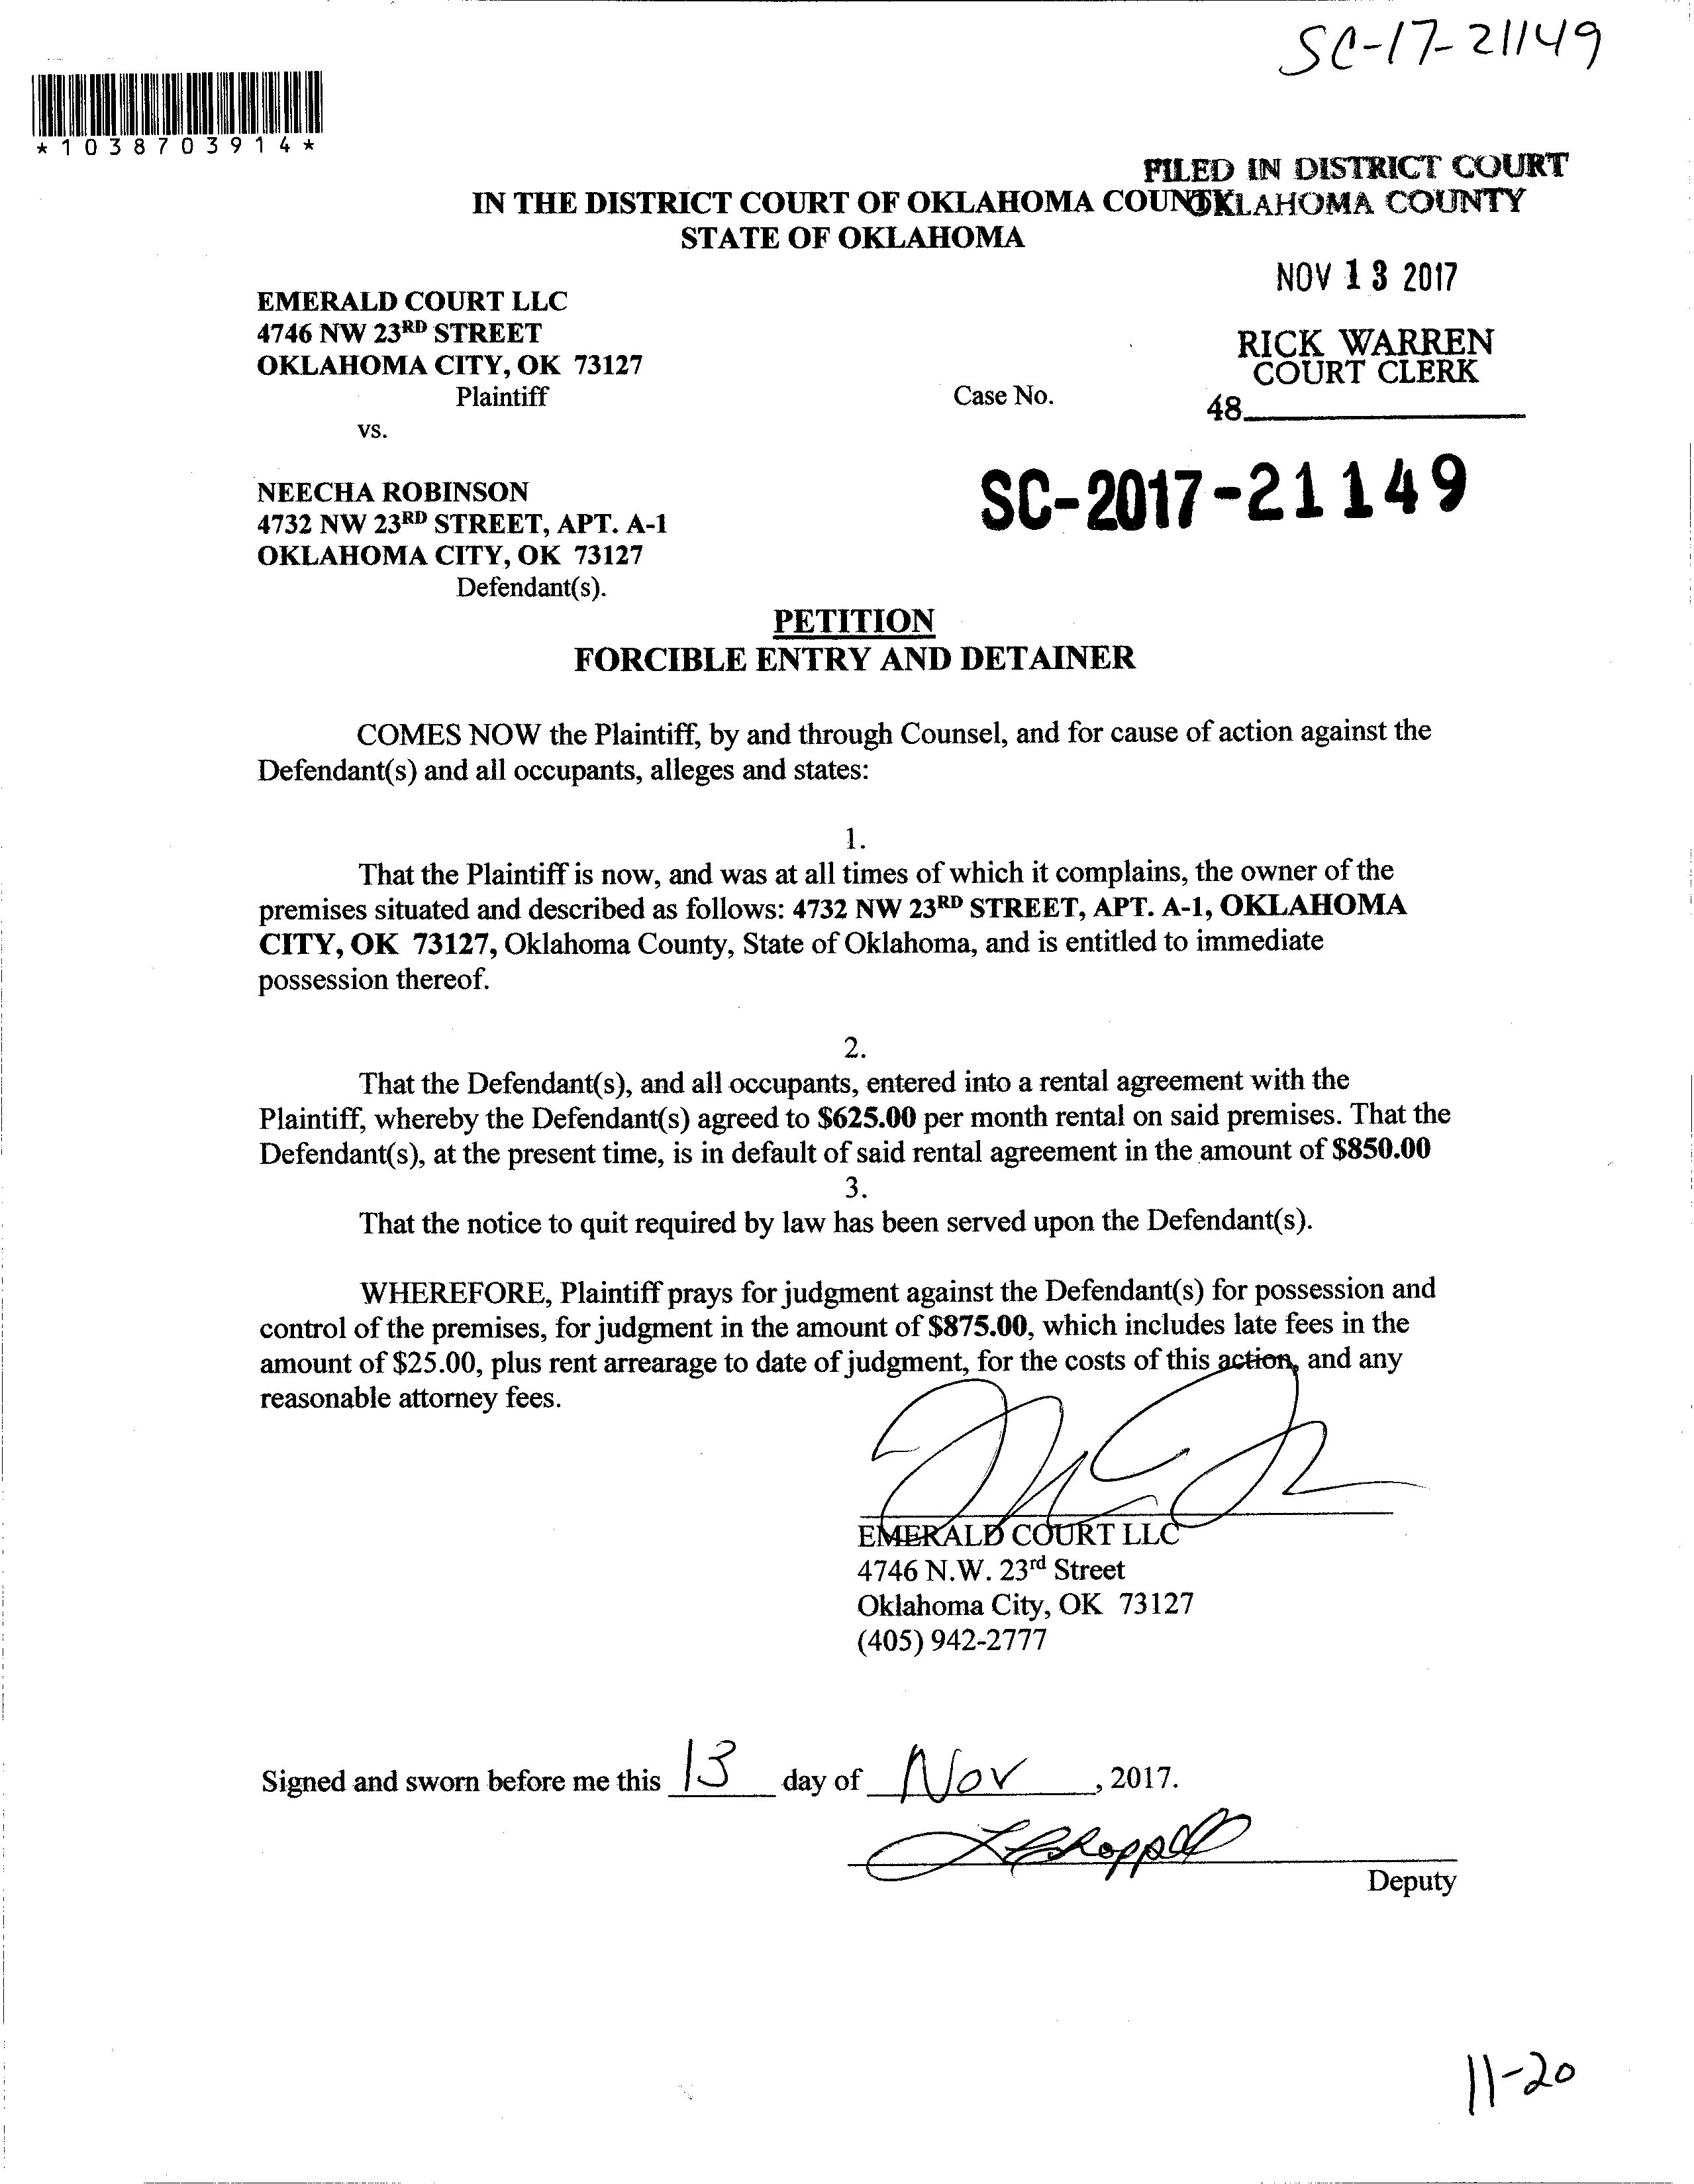 SC-17-21149
*1038703914*
FILED IN DISTRICT COURT
OKLAHOMA COUNTY
IN THE DISTRICT COURT OF OKLAHOMA COUNTY
STATE OF OKLAHOMA
NOV 13 2017
EMERALD COURT LLC
4746 NW 23RD STREET
OKLAHOMA CITY, OK 73127
Plaintiff
RICK WARREN
COURT CLERK
Case No.
48
vs.
SC-2017-21149
NEECHA ROBINSON
4732 NW 23RD STREET, APT. A-1
OKLAHOMA CITY, OK 73127
Defendant(s).
PETITION
FORCIBLE ENTRY AND DETAINER
COMES NOW the Plaintiff, by and through Counsel, and for cause of action against the
Defendant(s) and all occupants, alleges and states:
1.
That the Plaintiff is now, and was at all times of which it complains, the owner of the
premises situated and described as follows: 4732 NW 23RD STREET, APT. A-1, OKLAHOMA
CITY, OK 73127, Oklahoma County, State of Oklahoma, and is entitled to immediate
possession thereof.
2.
That the Defendant(s), and all occupants, entered into a rental agreement with the
Plaintiff, whereby the Defendant(s) agreed to $625.00 per month rental on said premises. That the
Defendant(s), at the present time, is in default of said rental agreement in the amount of $850.00
3.
That the notice to quit required by law has been served upon the Defendant(s).
WHEREFORE, Plaintiff prays for judgment against the Defendant(s) for possession and
control of the premises, for judgment in the amount of $875.00, which includes late fees in the
amount of $25.00, plus rent arrearage to date of judgment, for the costs of this action, and any
reasonable attorney fees.
EMERALD COURT LLC
4746 N.W. 23rd Street
Oklahoma City, OK 73127
(405) 942-2777
Signed and sworn before me this 13 day of Nov, 2017.
Deputy
11-20